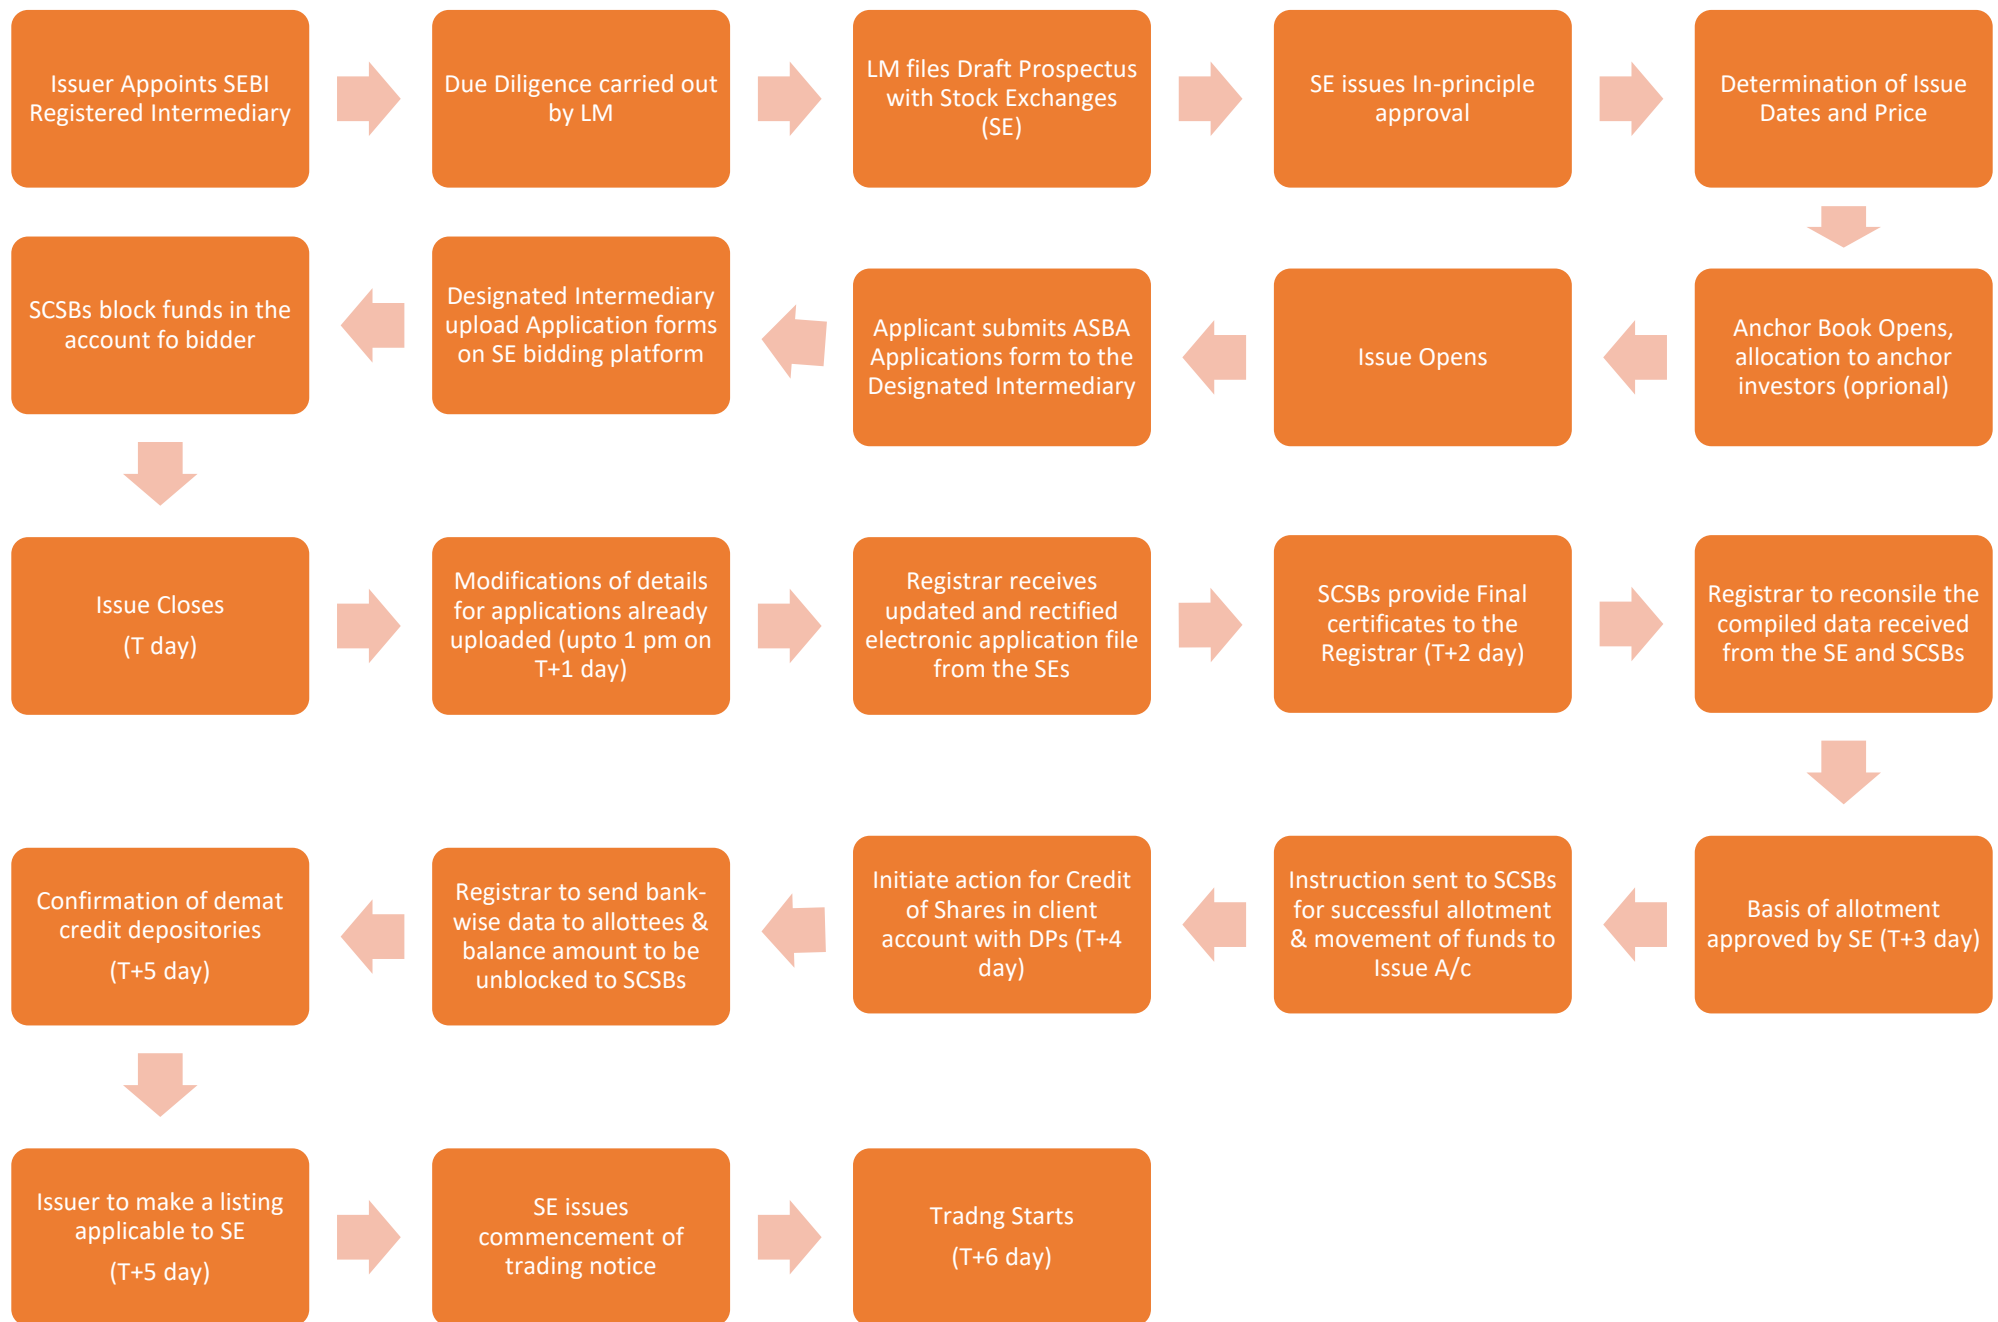 Issuer Appoints SEBI
Registered Intermediary
Due Diligence carried out
by LM
LM files Draft Prospectus
with Stock Exchanges
(SE)
SE issues In-principle
approval
Determination of Issue
Dates and Price
Anchor Book Opens,
allocation to anchor
investors (oprional)
Issue Opens
Applicant submits ASBA
Applications form to the
Designated Intermediary
Designated Intermediary
upload Application forms
on SE bidding platform
SCSBs block funds in the
account fo bidder
Issue Closes
(T day)
Modifications of details
for applications already
uploaded (upto 1 pm on
T+1 day)
Registrar receives
updated and rectified
electronic application file
from the SEs
SCSBs provide Final
certificates to the
Registrar (T+2 day)
Registrar to reconsile the
compiled data received
from the SE and SCSBs
Basis of allotment
approved by SE (T+3 day)
Instruction sent to SCSBs
for successful allotment
& movement of funds to
Issue A/c
Initiate action for Credit
of Shares in client
account with DPs (T+4
day)
Registrar to send bank-
wise data to allottees &
balance amount to be
unblocked to SCSBs
Confirmation of demat
credit depositories
(T+5 day)
Issuer to make a listing
applicable to SE
(T+5 day)
SE issues
commencement of
trading notice
Tradng Starts
(T+6 day)